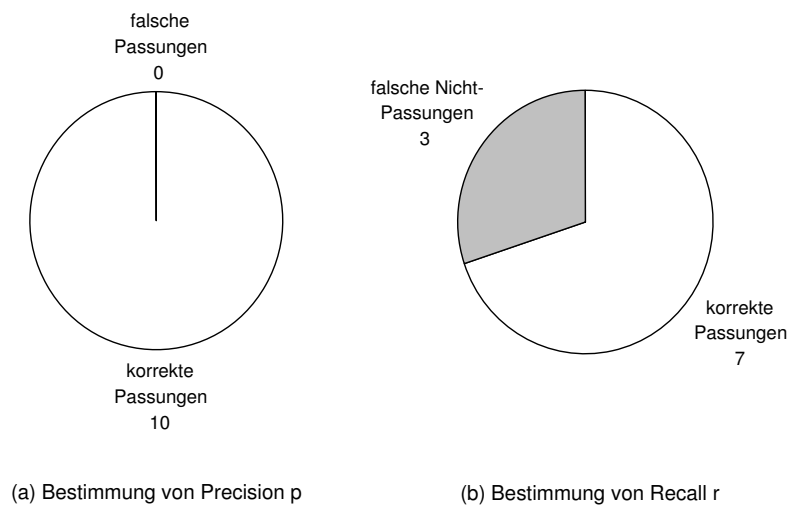 falsche
Passungen
0
korrekte
Passungen
10
(a) Bestimmung von Precision p
falsche Nicht-
Passungen
3
korrekte
Passungen
7
(b) Bestimmung von Recall r